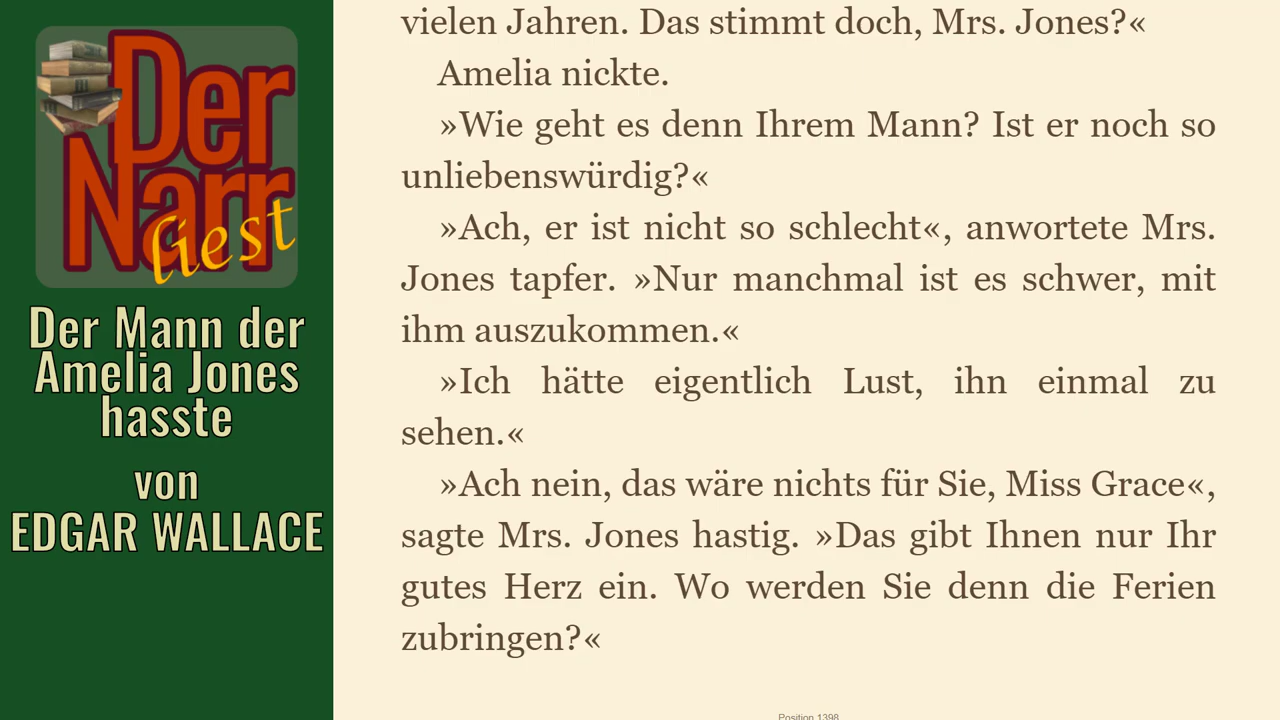 Der
Narr
liest
Der Mann der
Amelia Jones
hasste
von
EDGAR WALLACE
vielen Jahren. Das stimmt doch, Mrs. Jones?«
Amelia nickte.
»Wie geht es denn Ihrem Mann? Ist er noch so
unliebenswürdig?«
»Ach, er ist nicht so schlecht«, anwortete Mrs.
Jones tapfer. »Nur manchmal ist es schwer, mit
ihm auszukommen.«
»Ich hätte eigentlich Lust, ihn einmal zu
sehen.«
»Ach nein, das wäre nichts für Sie, Miss Grace«,
sagte Mrs. Jones hastig. »Das gibt Ihnen nur Ihr
gutes Herz ein. Wo werden Sie denn die Ferien
zubringen?«
Position 1398